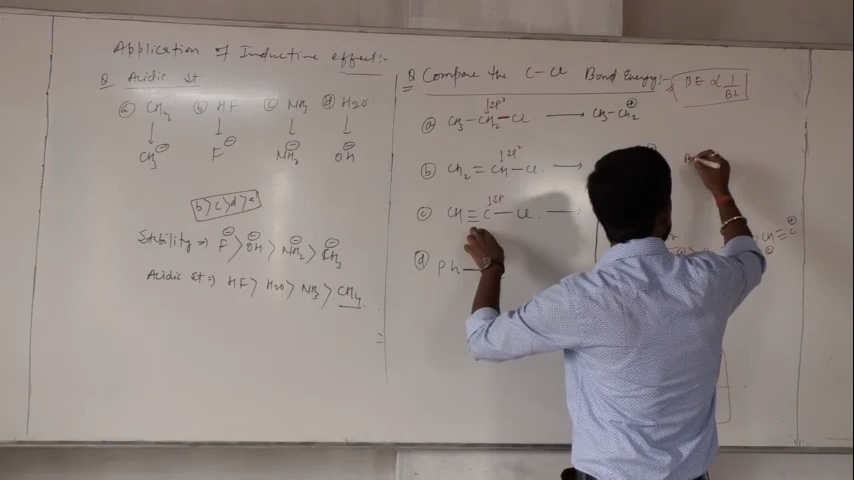 Application of Inductive effect:-
Q Acidic St
(a) CH4 (b) HF (c) NH3 (d) H2O
↓ ↓ ↓ ↓
CH3⊖ F⊖ NH2⊖ OH⊖
b>c>d>a
Stability ⇒ F⊖ > OH⊖ > NH2⊖ > CH3⊖
Acidic St ⇒ HF > H2O > NH3 > CH4
Q Compare the C-Cl Bond Energy:-
BE ∝ 1/BL
(a) CH3-CH2-Cl. → CH3-CH2⊕
↓SP3
(b) CH2=CH-Cl. →
↓SP2
(c) CH≡C-Cl. →
↓SP
(d) Ph-
CH≡C⊕